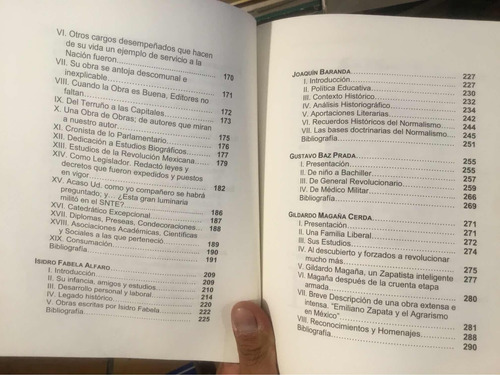 VI. Otros cargos desempeñados que hacen
de su vida un ejemplo de servicio a la
Nación fueron 170
VII. Su obra se antoja descomunal e
inexplicable 171
VIII. Cuando la Obra es Buena, Editores no
faltan. 172
IX. Del Terruño a las Capitales 173
X. Una Obra de Obras; de autores que miran
a nuestro autor 175
XI. Cronista de lo Parlamentario 176
XII. Dedicación a Estudios Biográficos 177
XIII. Estudios de la Revolución Mexicana 179
XIV. Como Legislador. Redactó leyes y
decretos que fueron expedidos y puestos
en vigor. 182
XV. Acaso Ud. como yo compañero se habrá
preguntado; y... ¿Esta gran luminaria
militó en el SNTE? 186
XVI. Catedrático Excepcional 186
XVII. Diplomas, Preseas, Condecoraciones 188
XVIII. Asociaciones Académicas, Científicas
y Sociales a las que perteneció 189
XIX. Consumación 190
Bibliografía 191
ISIDRO FABELA ALFARO 209
I. Introducción 209
II. Su infancia, amigos y estudios 210
III. Desarrollo personal y laboral 214
IV. Legado histórico 220
V. Obras escritas por Isidro Fabela 222
Bibliografía 225
JOAQUÍN BARANDA 227
I. Introducción 227
II. Política Educativa 230
III. Contexto Histórico 232
IV. Análisis Historiográfico 234
V. Aportaciones Literarias 242
VI. Recuerdos Históricos del Normalismo 244
VII. Las bases doctrinarias del Normalismo 245
Bibliografía 251
GUSTAVO BAZ PRADA 255
I. Presentación 255
II. De niño a Bachiller 255
III. De General Revolucionario 259
IV. De Médico Militar 266
Bibliografía 269
GILDARDO MAGAÑA CERDA 271
I. Presentación 271
II. Una Familia Liberal
III. Sus Estudios 274
IV. Al descubierto y forzados a revolucionar
mucho más
V. Gildardo Magaña, un Zapatista inteligente 277
VI. Magaña después de la cruenta etapa
armada 280
VII. Breve Descripción de una obra extensa e
intensa. "Emiliano Zapata y el Agrarismo
en México" 281
VIII. Reconocimientos y Homenajes 288
Bibliografía 290